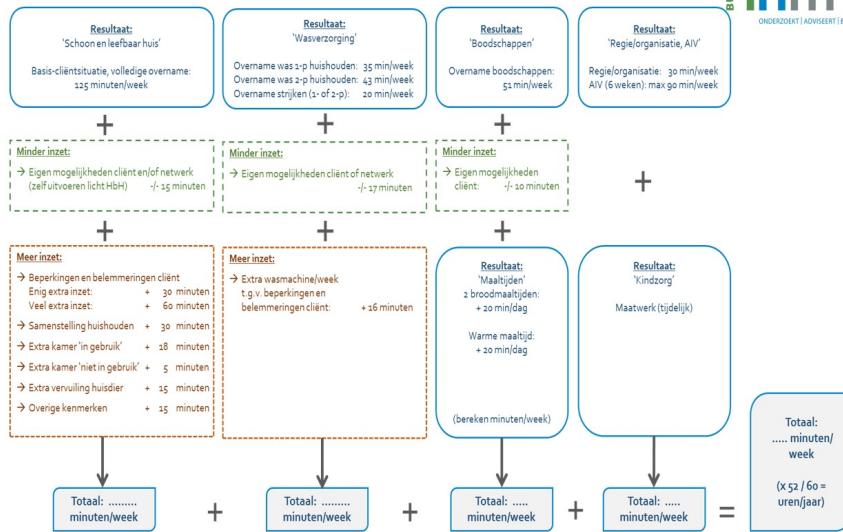 BU
ONDERZOEKT | ADVISEERT |
Resultaat:
'Schoon en leefbaar huis'
Basis-cliëntsituatie, volledige overname:
125 minuten/week
Resultaat:
'Wasverzorging'
Overname was 1-p huishouden: 35 min/week
Overname was 2-p huishouden: 43 min/week
Overname strijken (1- of 2-p): 20 min/week
Resultaat:
'Boodschappen'
Overname boodschappen:
51 min/week
Resultaat:
'Regie/organisatie, AIV'
Regie/organisatie: 30 min/week
AIV (6 weken): max 90 min/week
+ + +
Minder inzet:
→ Eigen mogelijkheden cliënt en/of netwerk
(zelf uitvoeren licht HbH) -/- 15 minuten
Minder inzet:
→ Eigen mogelijkheden cliënt of netwerk
-/- 17 minuten
Minder inzet:
→ Eigen mogelijkheden
cliënt: -/- 10 minuten
+
+ + +
Meer inzet:
→ Beperkingen en belemmeringen cliënt
Enig extra inzet: + 30 minuten
Veel extra inzet: + 60 minuten
→ Samenstelling huishouden + 30 minuten
→ Extra kamer 'in gebruik' + 18 minuten
→ Extra kamer 'niet in gebruik' + 5 minuten
→ Extra vervuiling huisdier + 15 minuten
→ Overige kenmerken + 15 minuten
Meer inzet:
→ Extra wasmachine/week
t.g.v. beperkingen en
belemmeringen cliënt: + 16 minuten
Resultaat:
'Maaltijden'
2 broodmaaltijden:
+ 20 min/dag
Warme maaltijd:
+ 20 min/dag
(bereken minuten/week)
Resultaat:
'Kindzorg'
Maatwerk (tijdelijk)
Totaal: .........
minuten/week
+
Totaal: .........
minuten/week
+
Totaal: .....
minuten/week
+
Totaal: .....
minuten/week
=
Totaal:
..... minuten/
week
(x 52 / 60 =
uren/jaar)